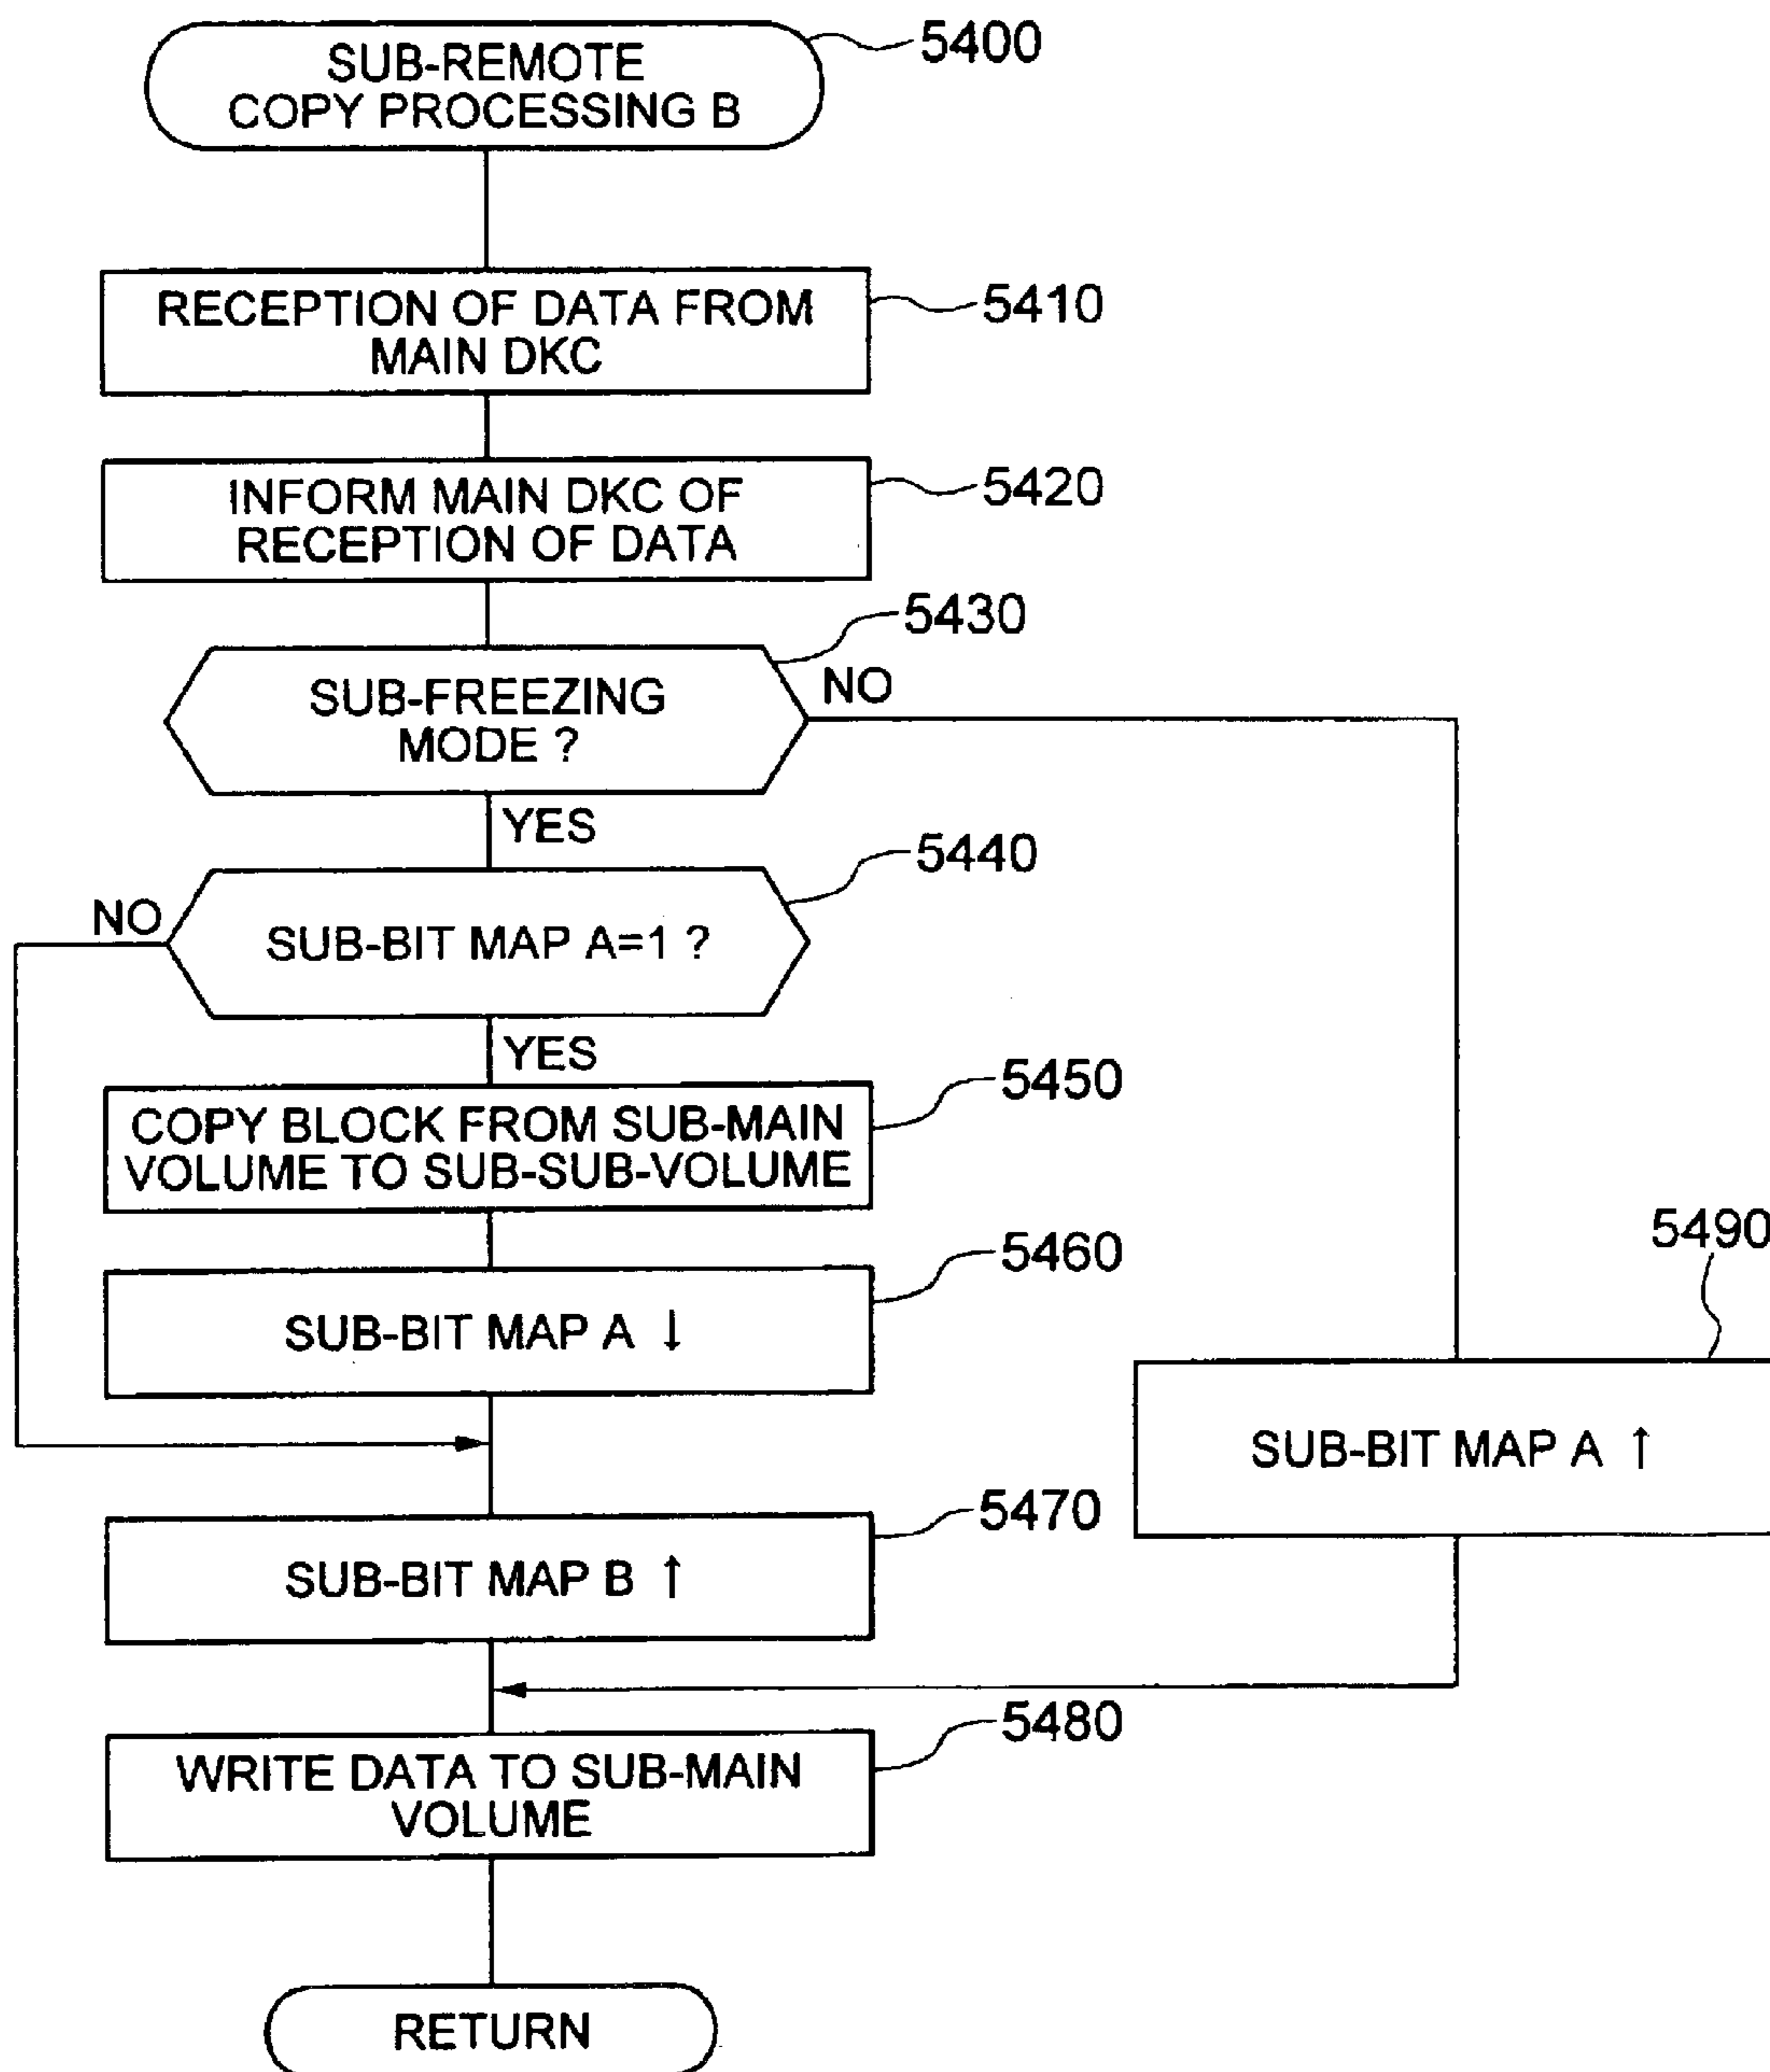 SUB-REMOTE
COPY PROCESSING B
5400
RECEPTION OF DATA FROM
MAIN DKC
5410
INFORM MAIN DKC OF
RECEPTION OF DATA
5420
5430
SUB-FREEZING
MODE ?
NO
YES
5440
NO
SUB-BIT MAP A=1 ?
YES
5450
COPY BLOCK FROM SUB-MAIN
VOLUME TO SUB-SUB-VOLUME
5460
SUB-BIT MAP A ↓
5490
SUB-BIT MAP A ↑
5470
SUB-BIT MAP B ↑
5480
WRITE DATA TO SUB-MAIN
VOLUME
RETURN